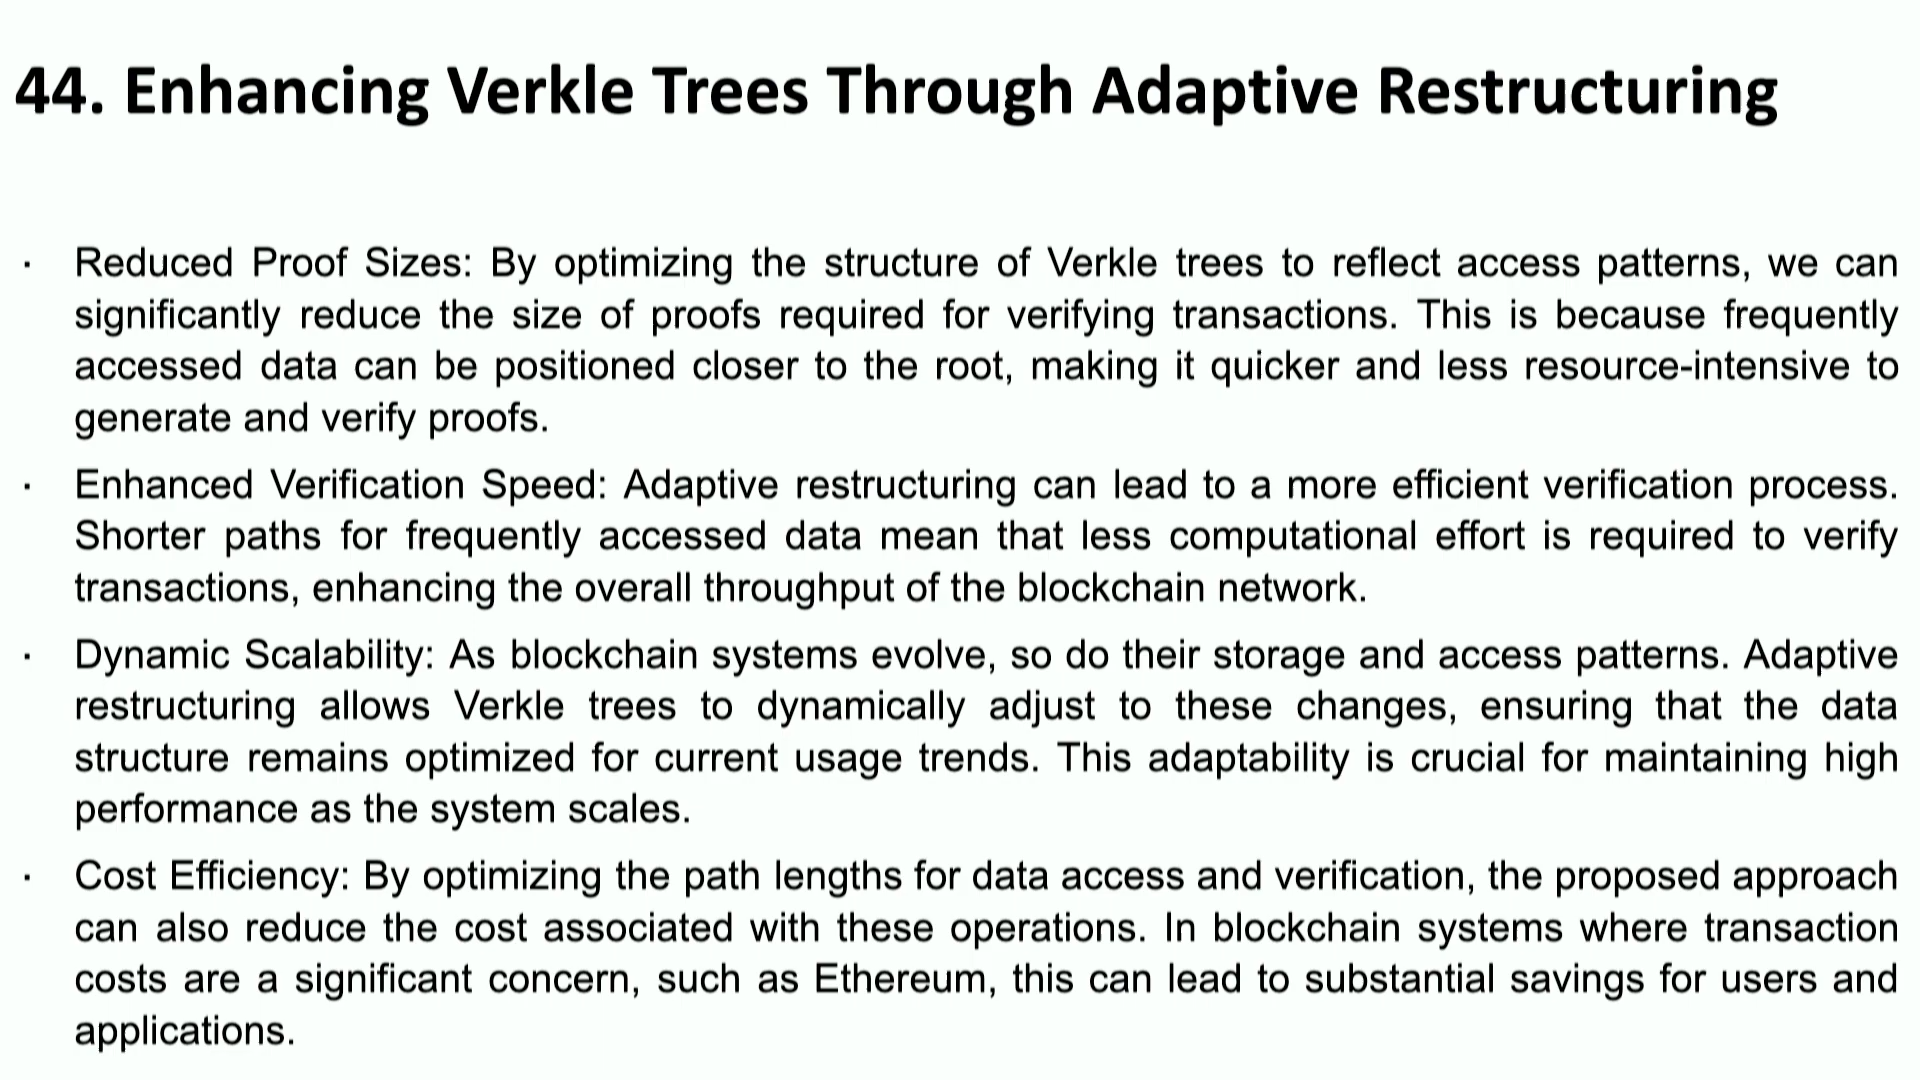 44. Enhancing Verkle Trees Through Adaptive Restructuring
· Reduced Proof Sizes: By optimizing the structure of Verkle trees to reflect access patterns, we can
significantly reduce the size of proofs required for verifying transactions. This is because frequently
accessed data can be positioned closer to the root, making it quicker and less resource-intensive to
generate and verify proofs.
· Enhanced Verification Speed: Adaptive restructuring can lead to a more efficient verification process.
Shorter paths for frequently accessed data mean that less computational effort is required to verify
transactions, enhancing the overall throughput of the blockchain network.
· Dynamic Scalability: As blockchain systems evolve, so do their storage and access patterns. Adaptive
restructuring allows Verkle trees to dynamically adjust to these changes, ensuring that the data
structure remains optimized for current usage trends. This adaptability is crucial for maintaining high
performance as the system scales.
· Cost Efficiency: By optimizing the path lengths for data access and verification, the proposed approach
can also reduce the cost associated with these operations. In blockchain systems where transaction
costs are a significant concern, such as Ethereum, this can lead to substantial savings for users and
applications.